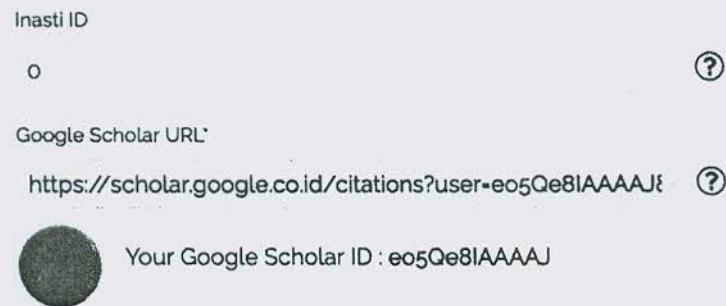 Inasti ID
0
Google Scholar URL*
https://scholar.google.co.id/citations?user=eo5Qe8IAAAAJ&
Your Google Scholar ID : eo5Qe8IAAAAJ